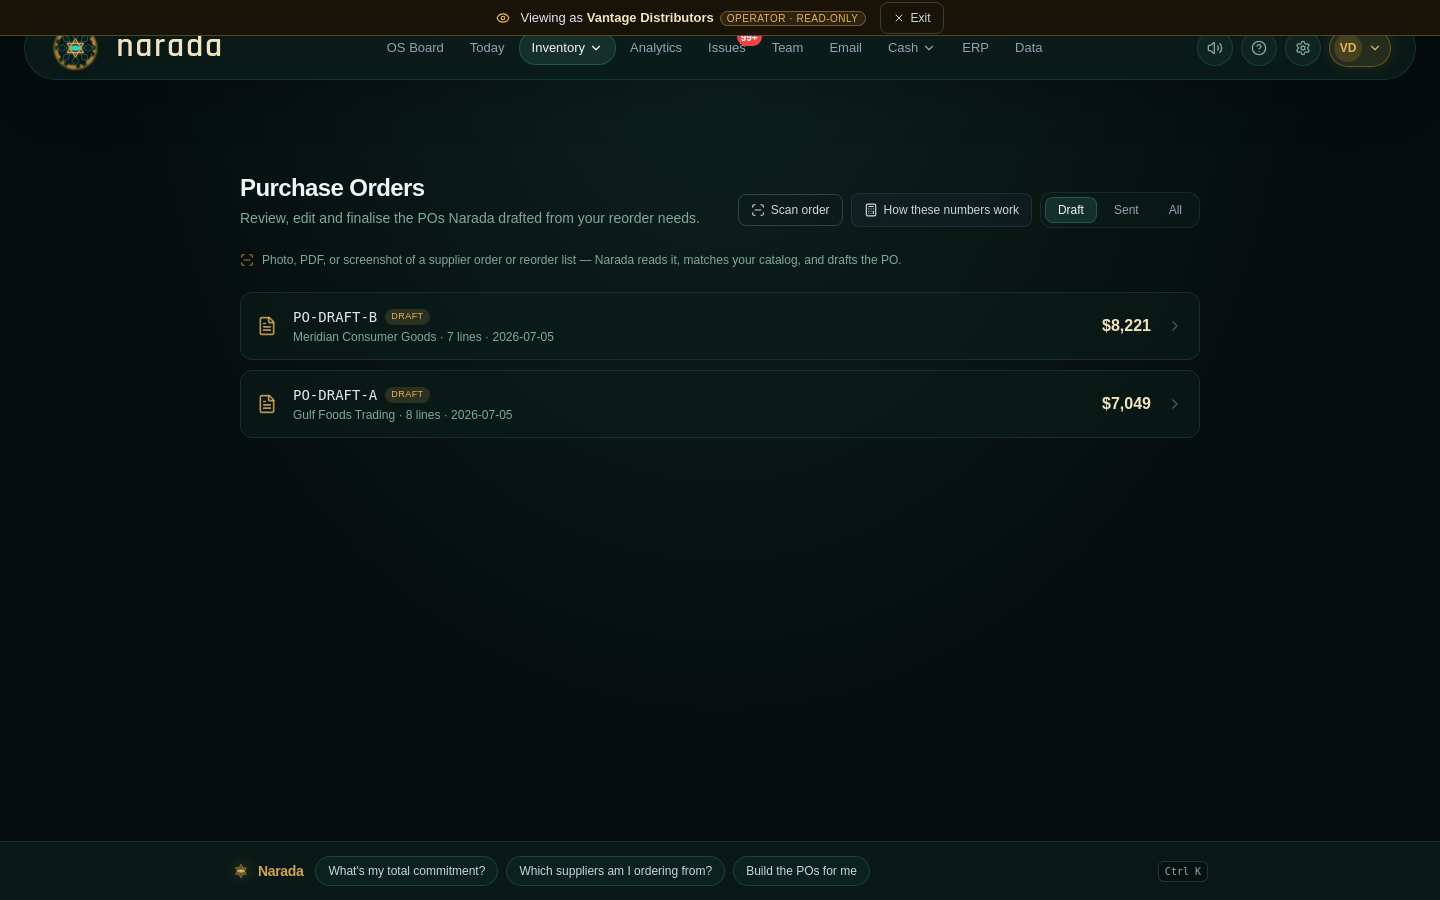 Viewing as Vantage Distributors OPERATOR · READ-ONLY Exit
narada OS Board Today Inventory Analytics Issues 99+ Team Email Cash ERP Data VD
Purchase Orders
Review, edit and finalise the POs Narada drafted from your reorder needs.
Scan order How these numbers work Draft Sent All
Photo, PDF, or screenshot of a supplier order or reorder list — Narada reads it, matches your catalog, and drafts the PO.
PO-DRAFT-B DRAFT
Meridian Consumer Goods · 7 lines · 2026-07-05
$8,221
PO-DRAFT-A DRAFT
Gulf Foods Trading · 8 lines · 2026-07-05
$7,049
Narada What's my total commitment? Which suppliers am I ordering from? Build the POs for me Ctrl K